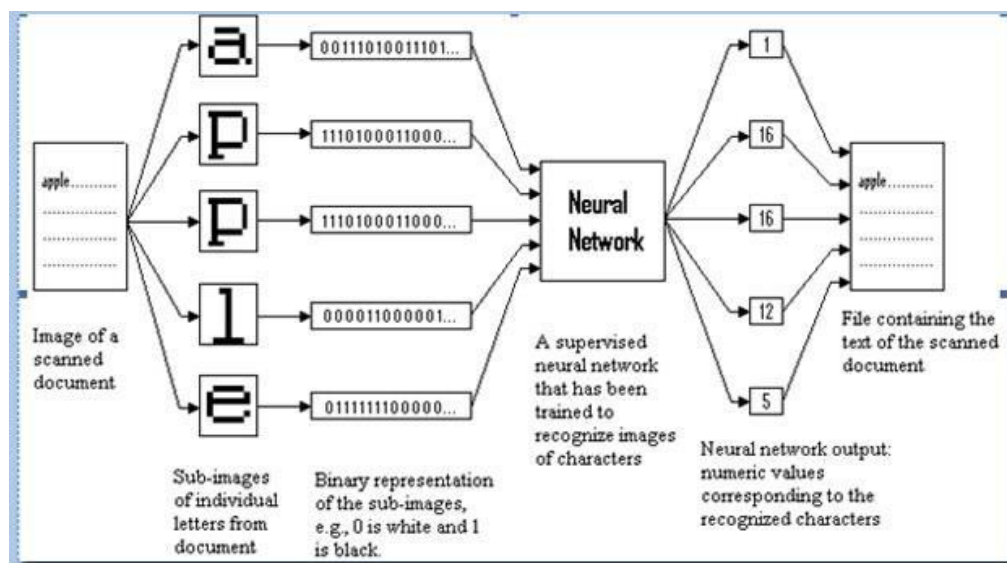 a
00111010011101...
1
P
1110100011000...
16
apple..........
Neural
Network
apple..........
P
1110100011000...
16
l
000011000001...
12
Image of a
scanned
document
A supervised
neural network
that has been
trained to
recognize images
of characters
File containing the
text of the scanned
document
e
0111111100000...
5
Sub-images
of individual
letters from
document
Binary representation
of the sub-images,
e.g., 0 is white and 1
is black.
Neural network output:
numeric values
corresponding to the
recognized characters